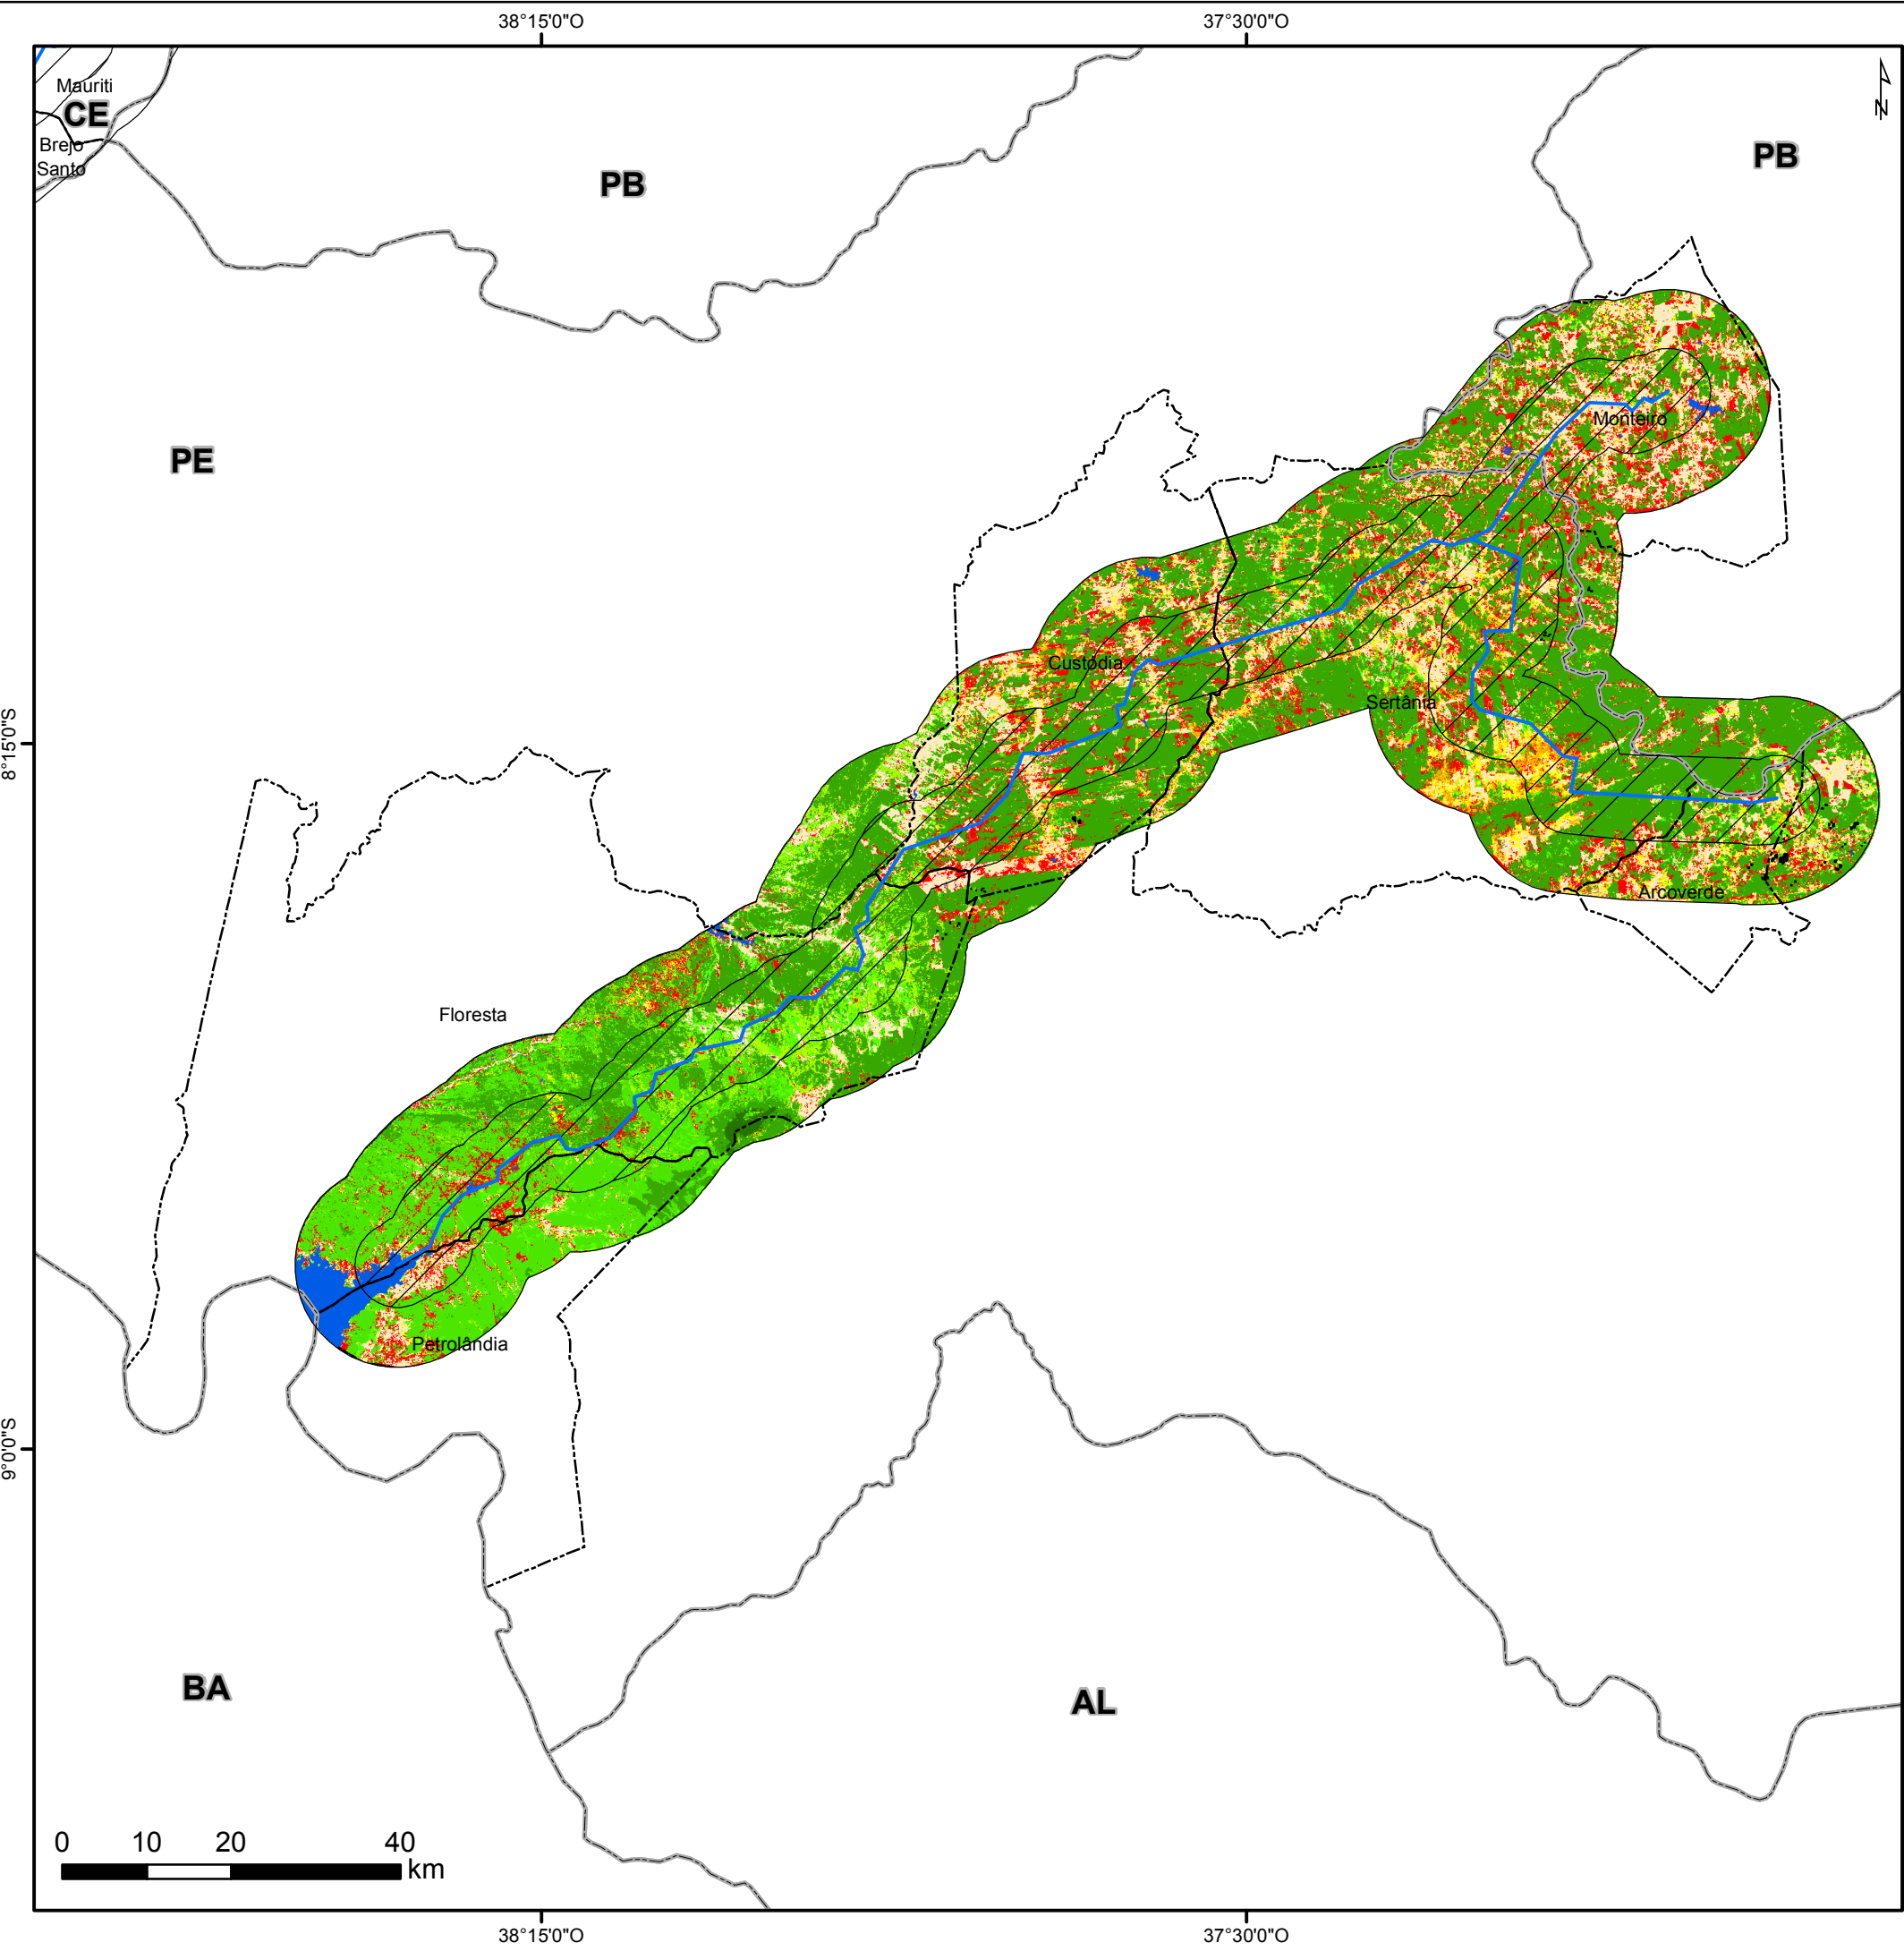 38°15'0"O
37°30'0"O
Mauriti
CE
Brejo
Santo
N
PB
PB
PE
Monteiro
Custódia
Sertânia
8°15'0"S
Arcoverde
Floresta
Petrolândia
9°0'0"S
BA
AL
0 10 20 40
km
38°15'0"O
37°30'0"O